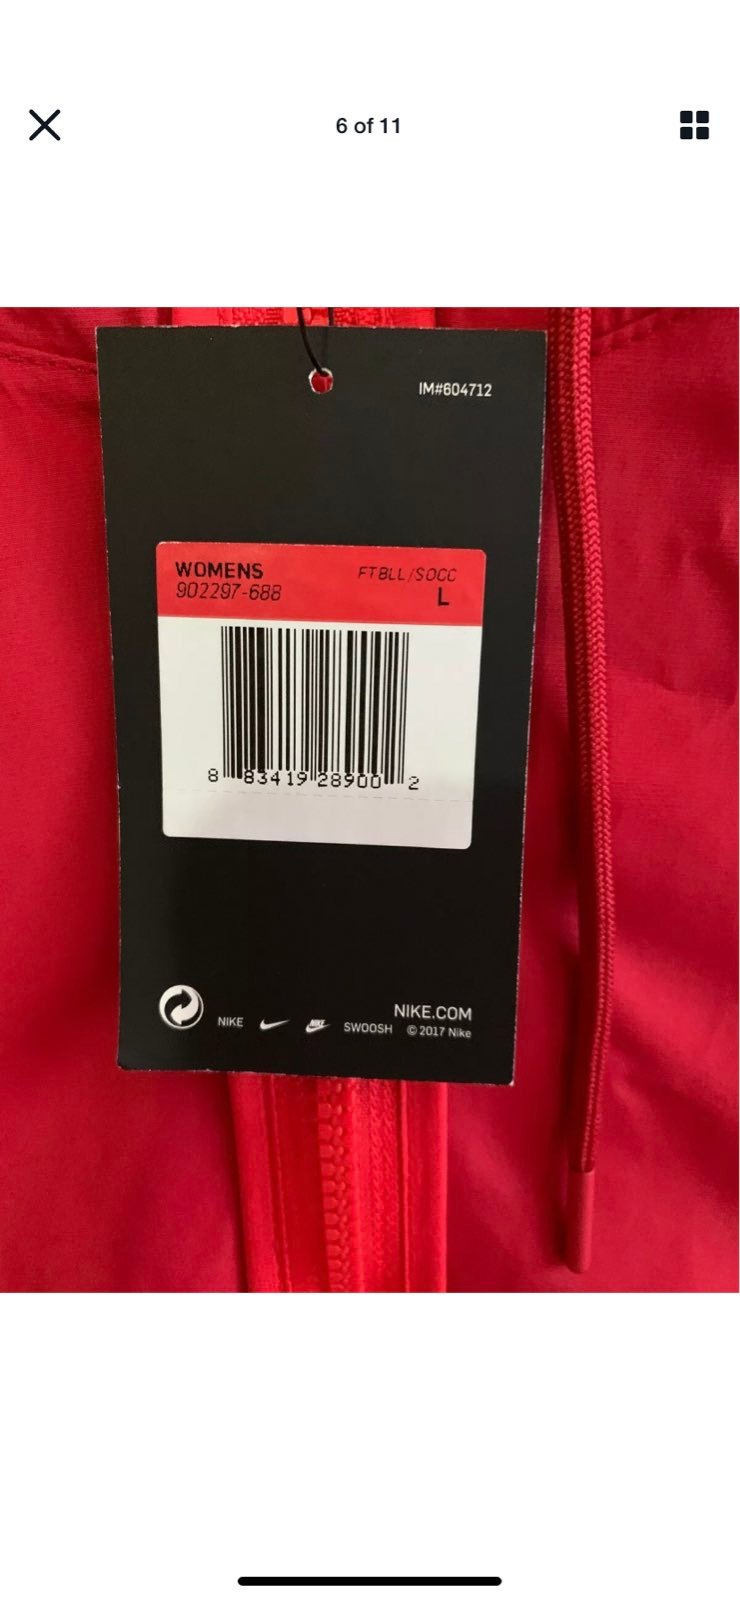 6 of 11
IM#604712
WOMENS FTBLL/SOCC
902297-688 L
8 83419 28900 2
NIKE.COM
NIKE NIKE SWOOSH © 2017 Nike